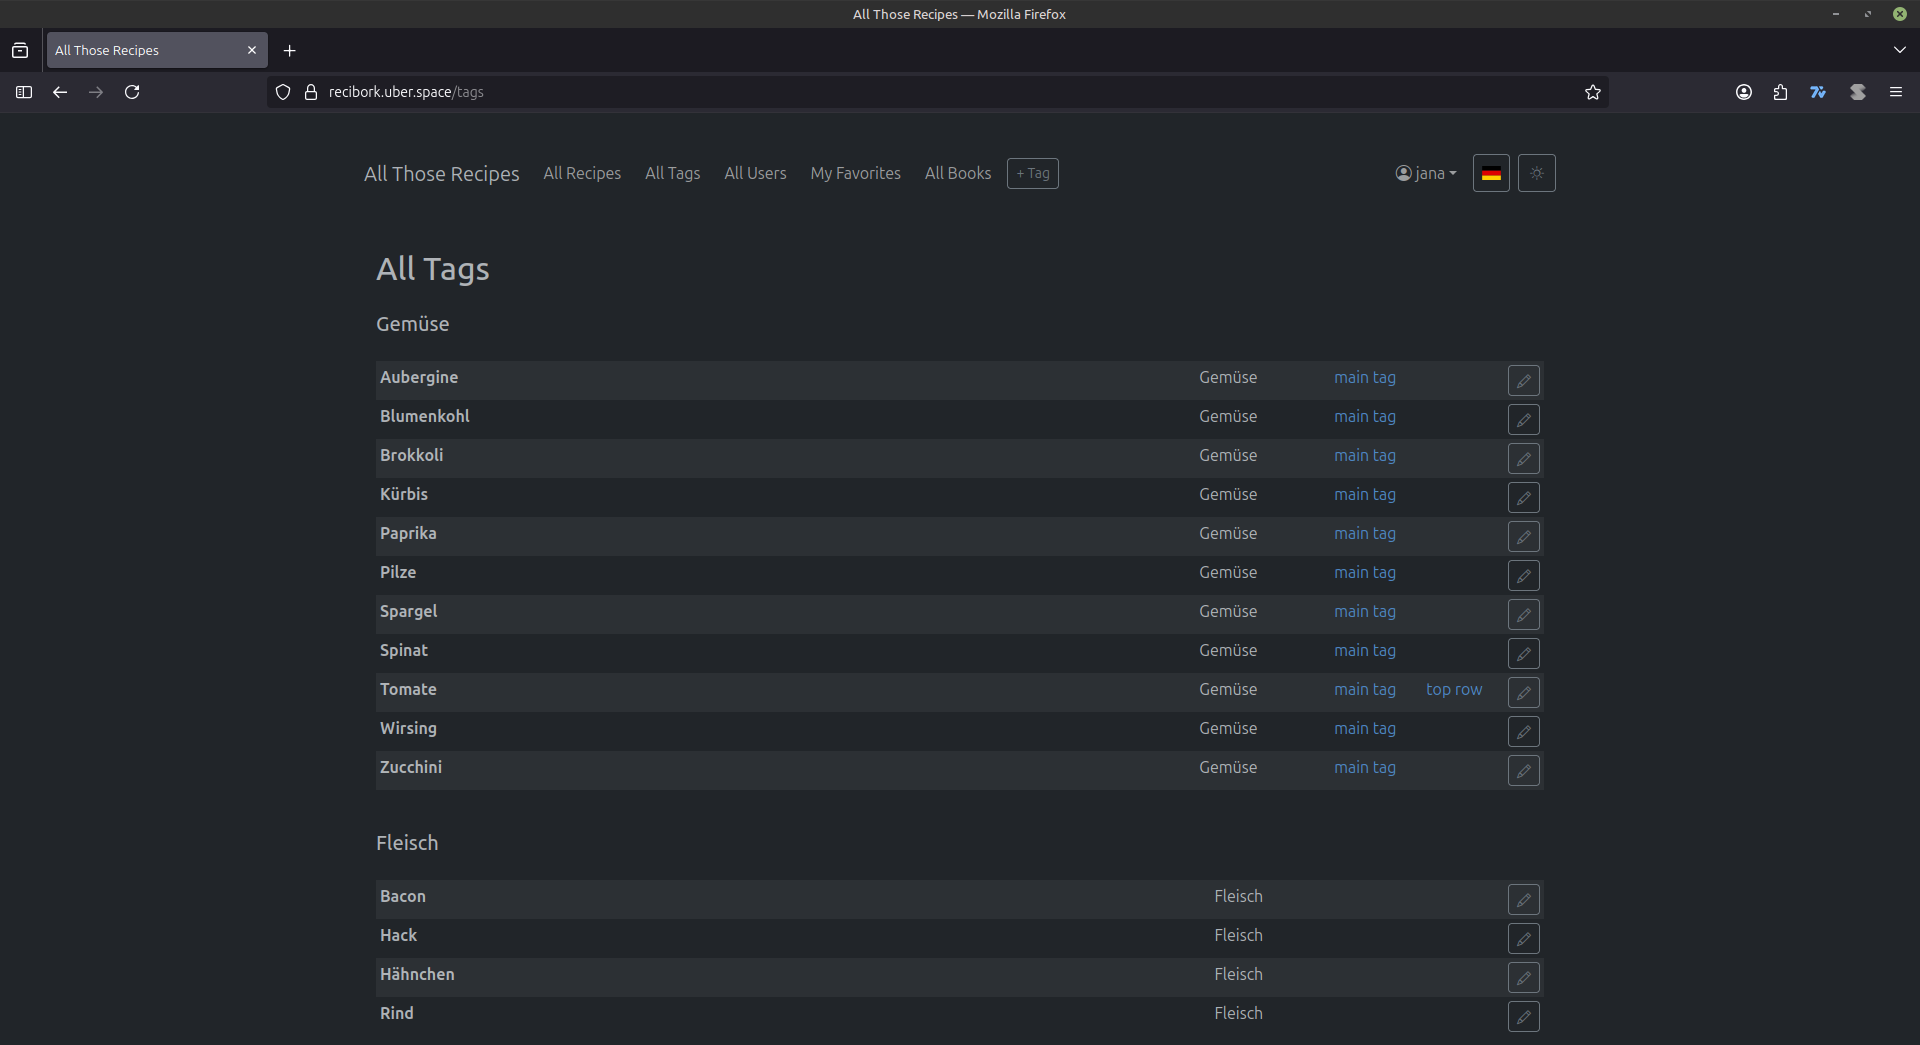 All Those Recipes — Mozilla Firefox
All Those Recipes
recibork.uber.space/tags
All Those Recipes All Recipes All Tags All Users My Favorites All Books + Tag jana
All Tags
Gemüse
Aubergine Gemüse main tag
Blumenkohl Gemüse main tag
Brokkoli Gemüse main tag
Kürbis Gemüse main tag
Paprika Gemüse main tag
Pilze Gemüse main tag
Spargel Gemüse main tag
Spinat Gemüse main tag
Tomate Gemüse main tag top row
Wirsing Gemüse main tag
Zucchini Gemüse main tag
Fleisch
Bacon Fleisch
Hack Fleisch
Hähnchen Fleisch
Rind Fleisch